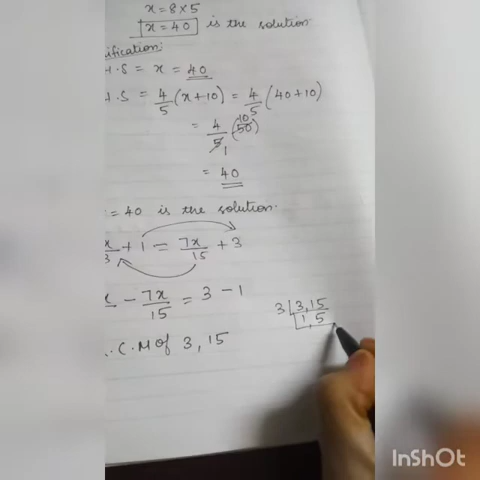 x = 8 × 5
x = 40 is the solution
ification:
H.S = x = 40
H.S = 4/5 (x + 10) = 4/5 (40 + 10)
= 4/5 1 (50) 10
= 40
= 40 is the solution.
x/3 + 1 = 7x/15 + 3
- 7x/15 = 3 - 1
.C.M of 3, 15
3 | 3, 15
1, 5
InShOt